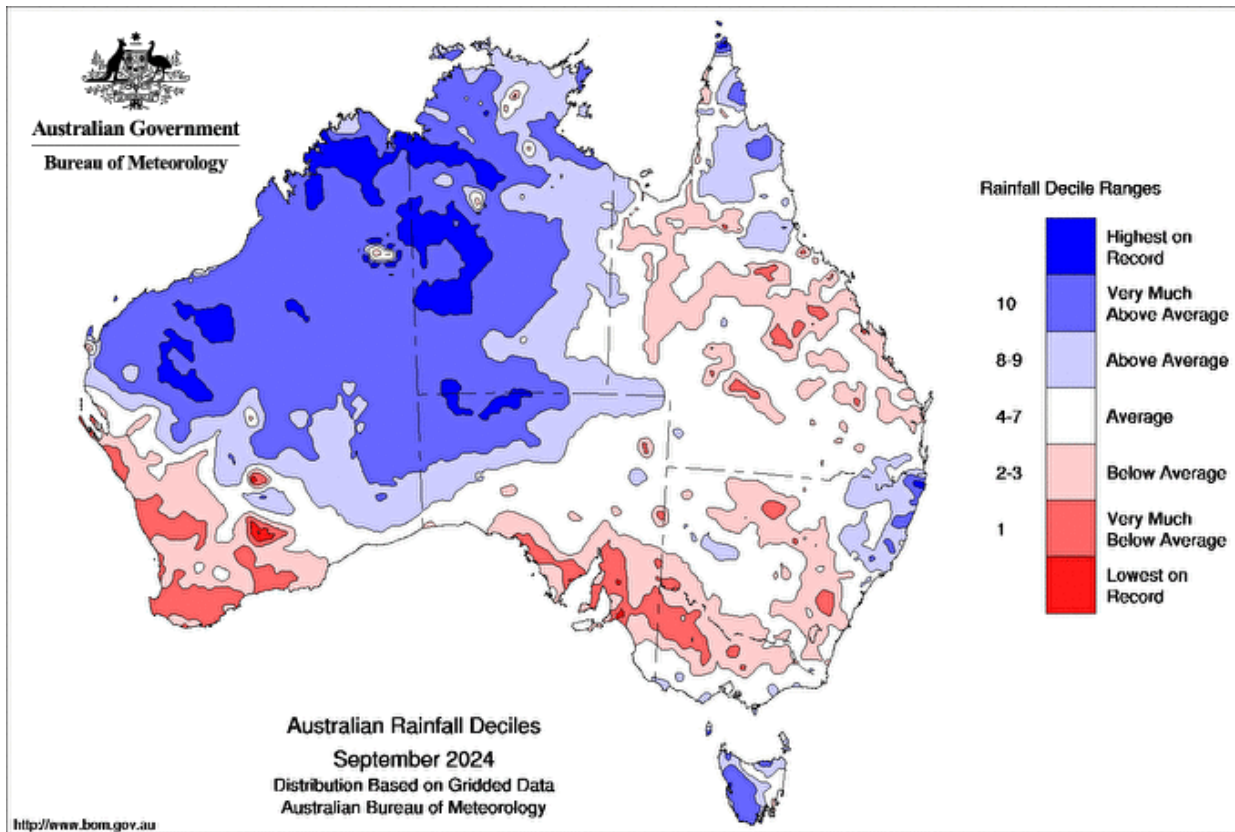 Australian Government
Bureau of Meteorology
Rainfall Decile Ranges
Highest on
Record
10
Very Much
Above Average
8-9
Above Average
4-7
Average
2-3
Below Average
1
Very Much
Below Average
Lowest on
Record
Australian Rainfall Deciles
September 2024
Distribution Based on Gridded Data
Australian Bureau of Meteorology
http://www.bom.gov.au